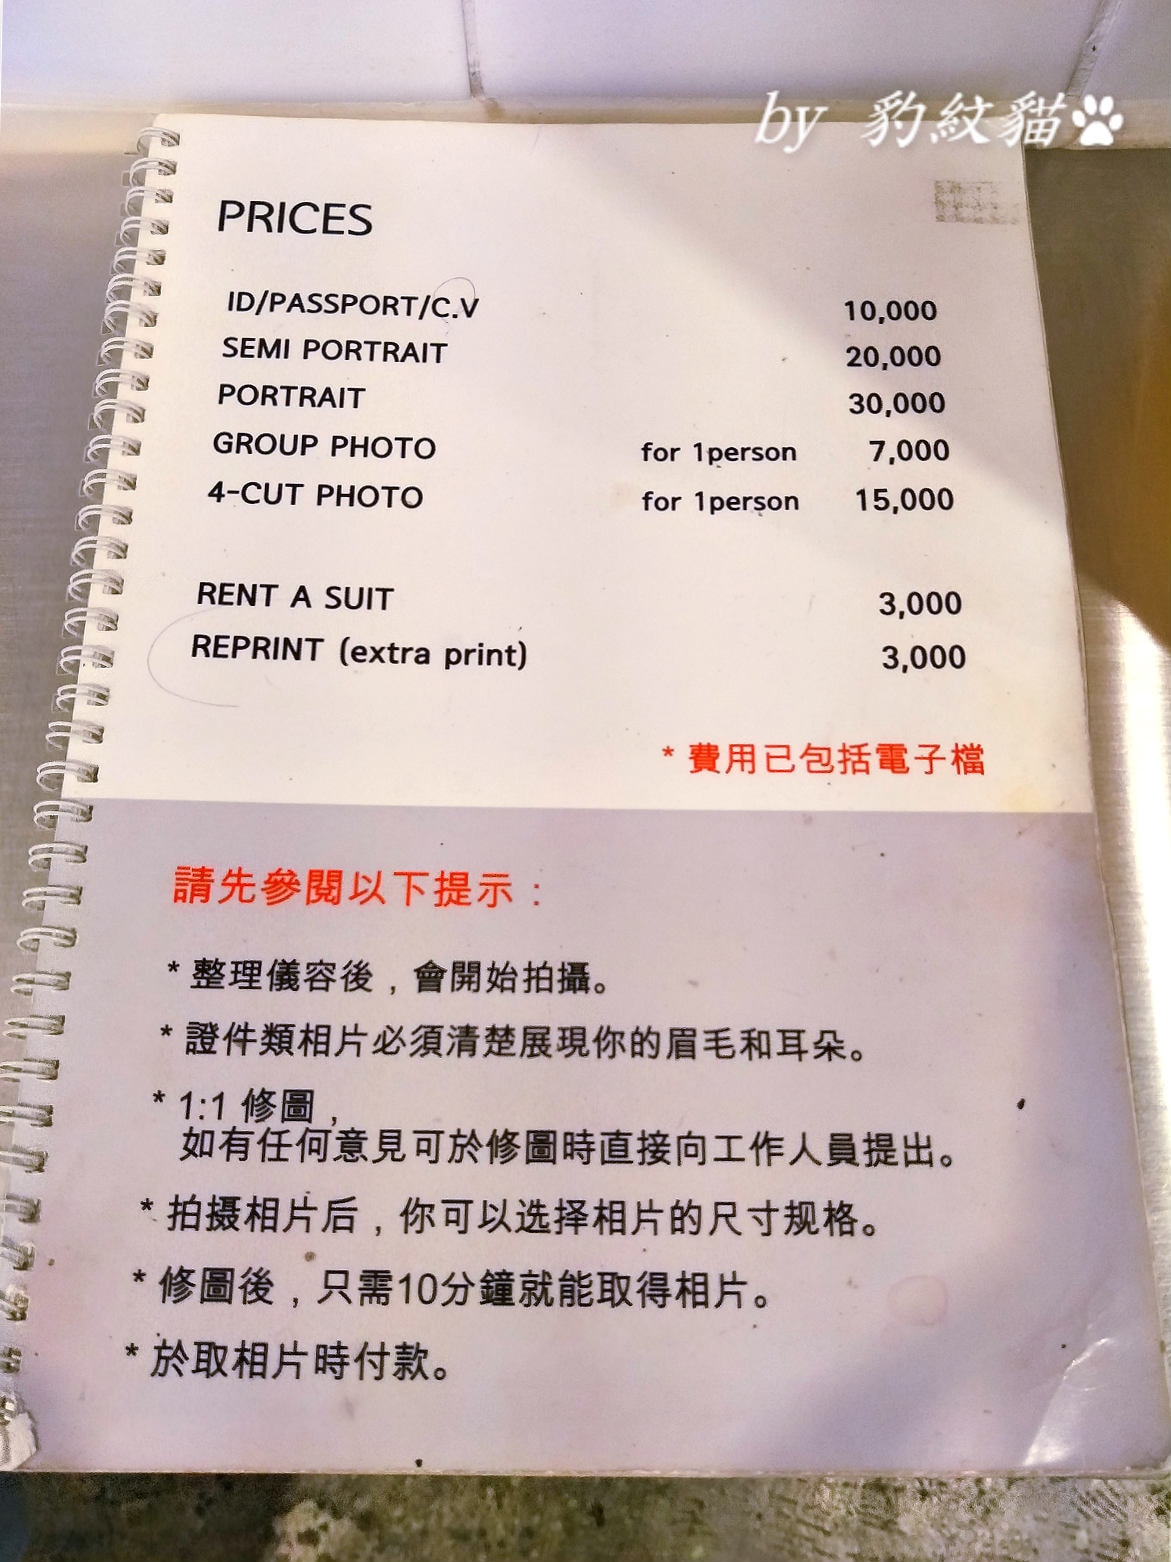 by 豹紋貓
PRICES
ID/PASSPORT/C.V 10,000
SEMI PORTRAIT 20,000
PORTRAIT 30,000
GROUP PHOTO for 1person 7,000
4-CUT PHOTO for 1person 15,000
RENT A SUIT 3,000
REPRINT (extra print) 3,000
* 費用已包括電子檔
請先參閱以下提示：
* 整理儀容後，會開始拍攝。
* 證件類相片必須清楚展現你的眉毛和耳朵。
* 1:1 修圖，
如有任何意見可於修圖時直接向工作人員提出。
* 拍摄相片后，你可以选择相片的尺寸规格。
* 修圖後，只需10分鐘就能取得相片。
* 於取相片時付款。